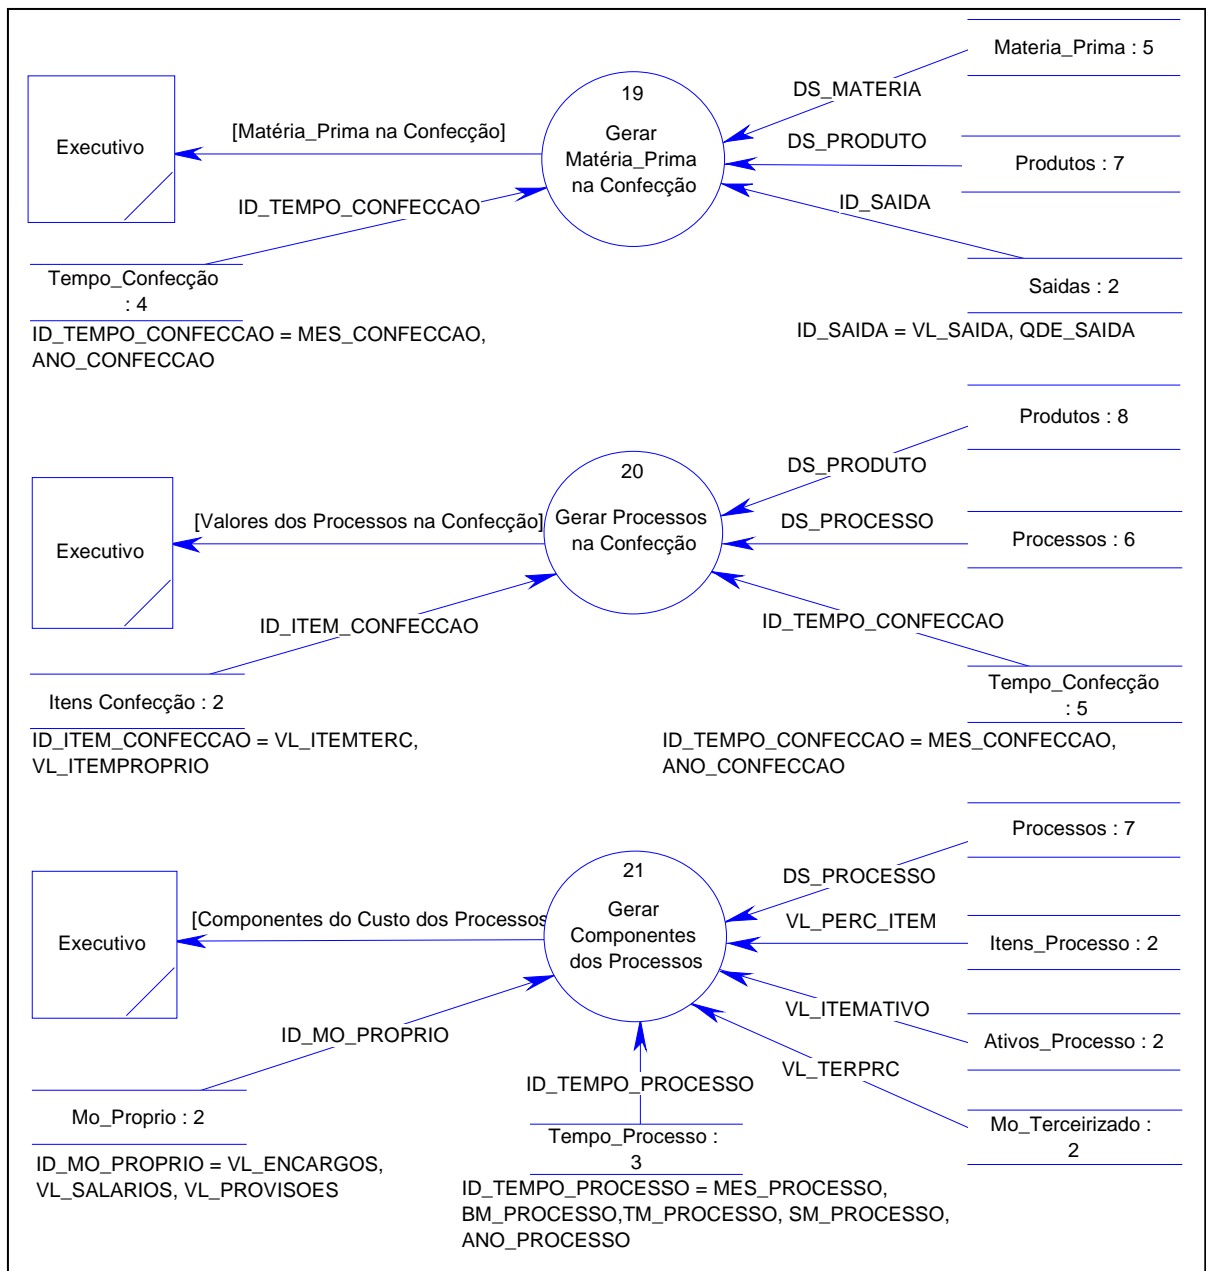 Materia_Prima : 5
19
DS_MATERIA
Gerar
Matéria_Prima
na Confecção
[Matéria_Prima na Confecção]
Executivo
DS_PRODUTO
Produtos : 7
ID_TEMPO_CONFECCAO
ID_SAIDA
Tempo_Confecção
: 4
Saidas : 2
ID_TEMPO_CONFECCAO = MES_CONFECCAO,
ANO_CONFECCAO
ID_SAIDA = VL_SAIDA, QDE_SAIDA
Produtos : 8
20
DS_PRODUTO
Gerar Processos
na Confecção
[Valores dos Processos na Confecção]
Executivo
DS_PROCESSO
Processos : 6
ID_ITEM_CONFECCAO
ID_TEMPO_CONFECCAO
Itens Confecção : 2
Tempo_Confecção
: 5
ID_ITEM_CONFECCAO = VL_ITEMTERC,
VL_ITEMPROPRIO
ID_TEMPO_CONFECCAO = MES_CONFECCAO,
ANO_CONFECCAO
Processos : 7
21
DS_PROCESSO
Gerar
Componentes
dos Processos
[Componentes do Custo dos Processos
Executivo
VL_PERC_ITEM
Itens_Processo : 2
VL_ITEMATIVO
Ativos_Processo : 2
ID_MO_PROPRIO
VL_TERPRC
ID_TEMPO_PROCESSO
Mo_Proprio : 2
Tempo_Processo :
3
Mo_Terceirizado :
2
ID_MO_PROPRIO = VL_ENCARGOS,
VL_SALARIOS, VL_PROVISOES
ID_TEMPO_PROCESSO = MES_PROCESSO,
BM_PROCESSO,TM_PROCESSO, SM_PROCESSO,
ANO_PROCESSO